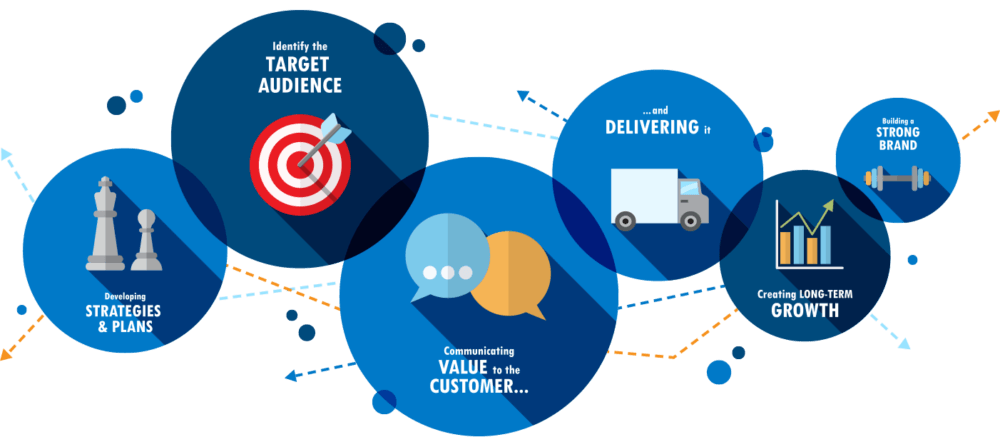 Developing
STRATEGIES
& PLANS
Identify the
TARGET
AUDIENCE
Communicating
VALUE to the
CUSTOMER...
...and
DELIVERING it
Creating LONG-TERM
GROWTH
Building a
STRONG
BRAND